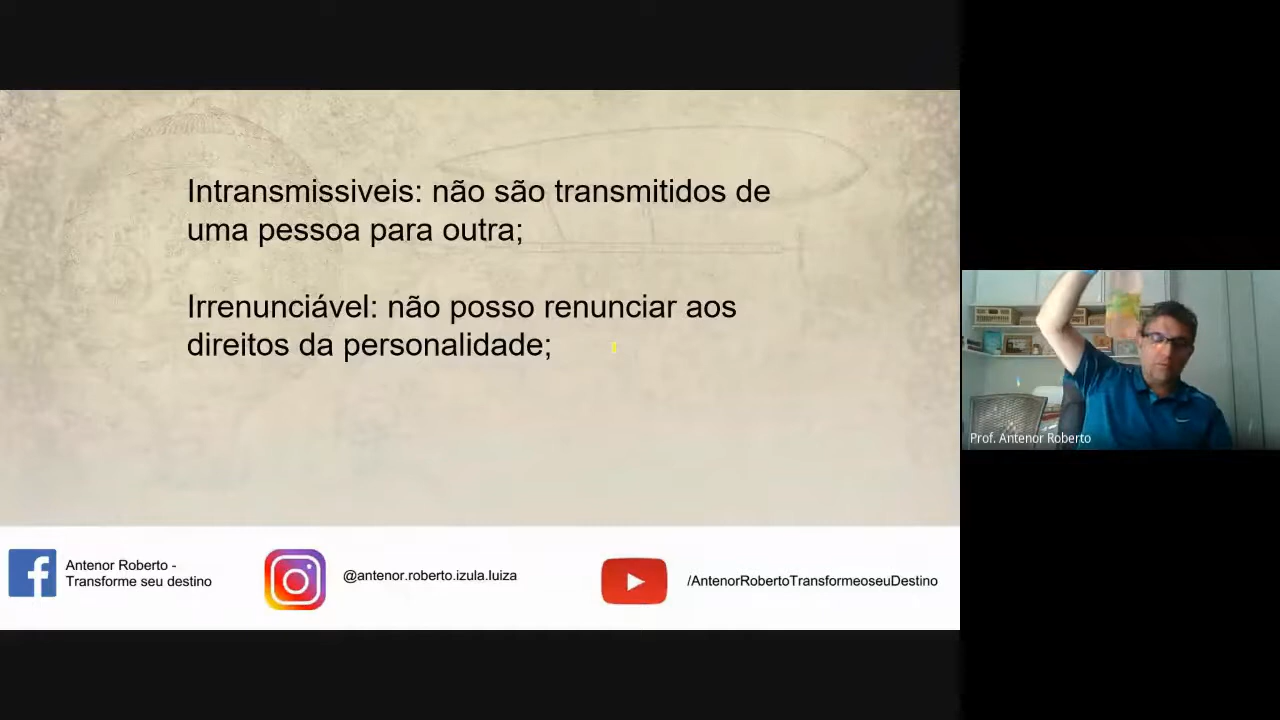 Intransmissiveis: não são transmitidos de
uma pessoa para outra;
Irrenunciável: não posso renunciar aos
direitos da personalidade;
Prof. Antenor Roberto
Antenor Roberto -
Transforme seu destino
@antenor.roberto.izula.luiza
/AntenorRobertoTransformeoseuDestino